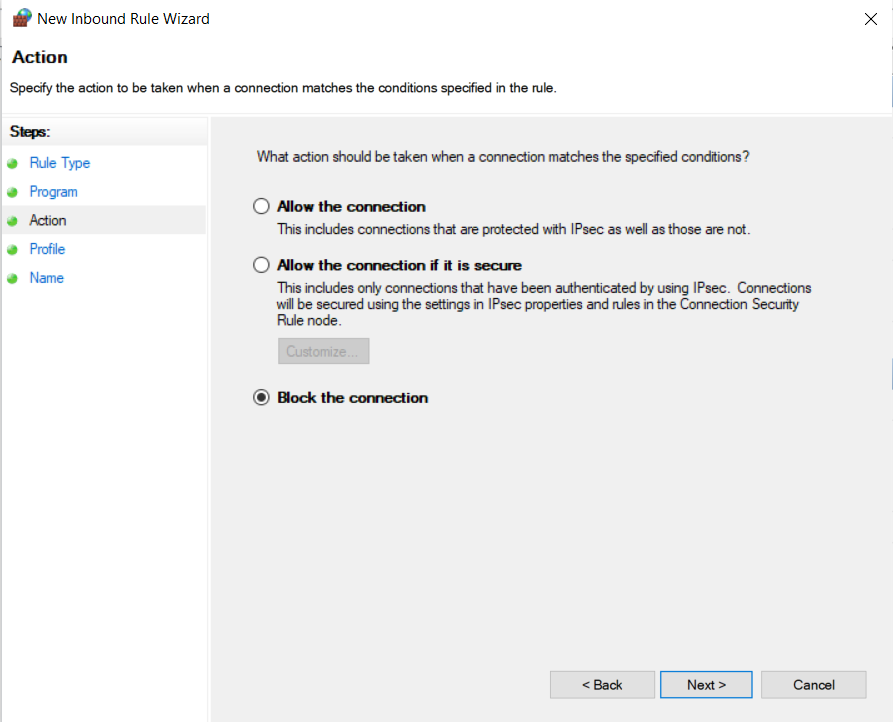 New Inbound Rule Wizard
Action
Specify the action to be taken when a connection matches the conditions specified in the rule.
Steps:
Rule Type
Program
Action
Profile
Name
What action should be taken when a connection matches the specified conditions?
Allow the connection
This includes connections that are protected with IPsec as well as those are not.
Allow the connection if it is secure
This includes only connections that have been authenticated by using IPsec.  Connections
will be secured using the settings in IPsec properties and rules in the Connection Security
Rule node.
Customize...
Block the connection
< Back
Next >
Cancel